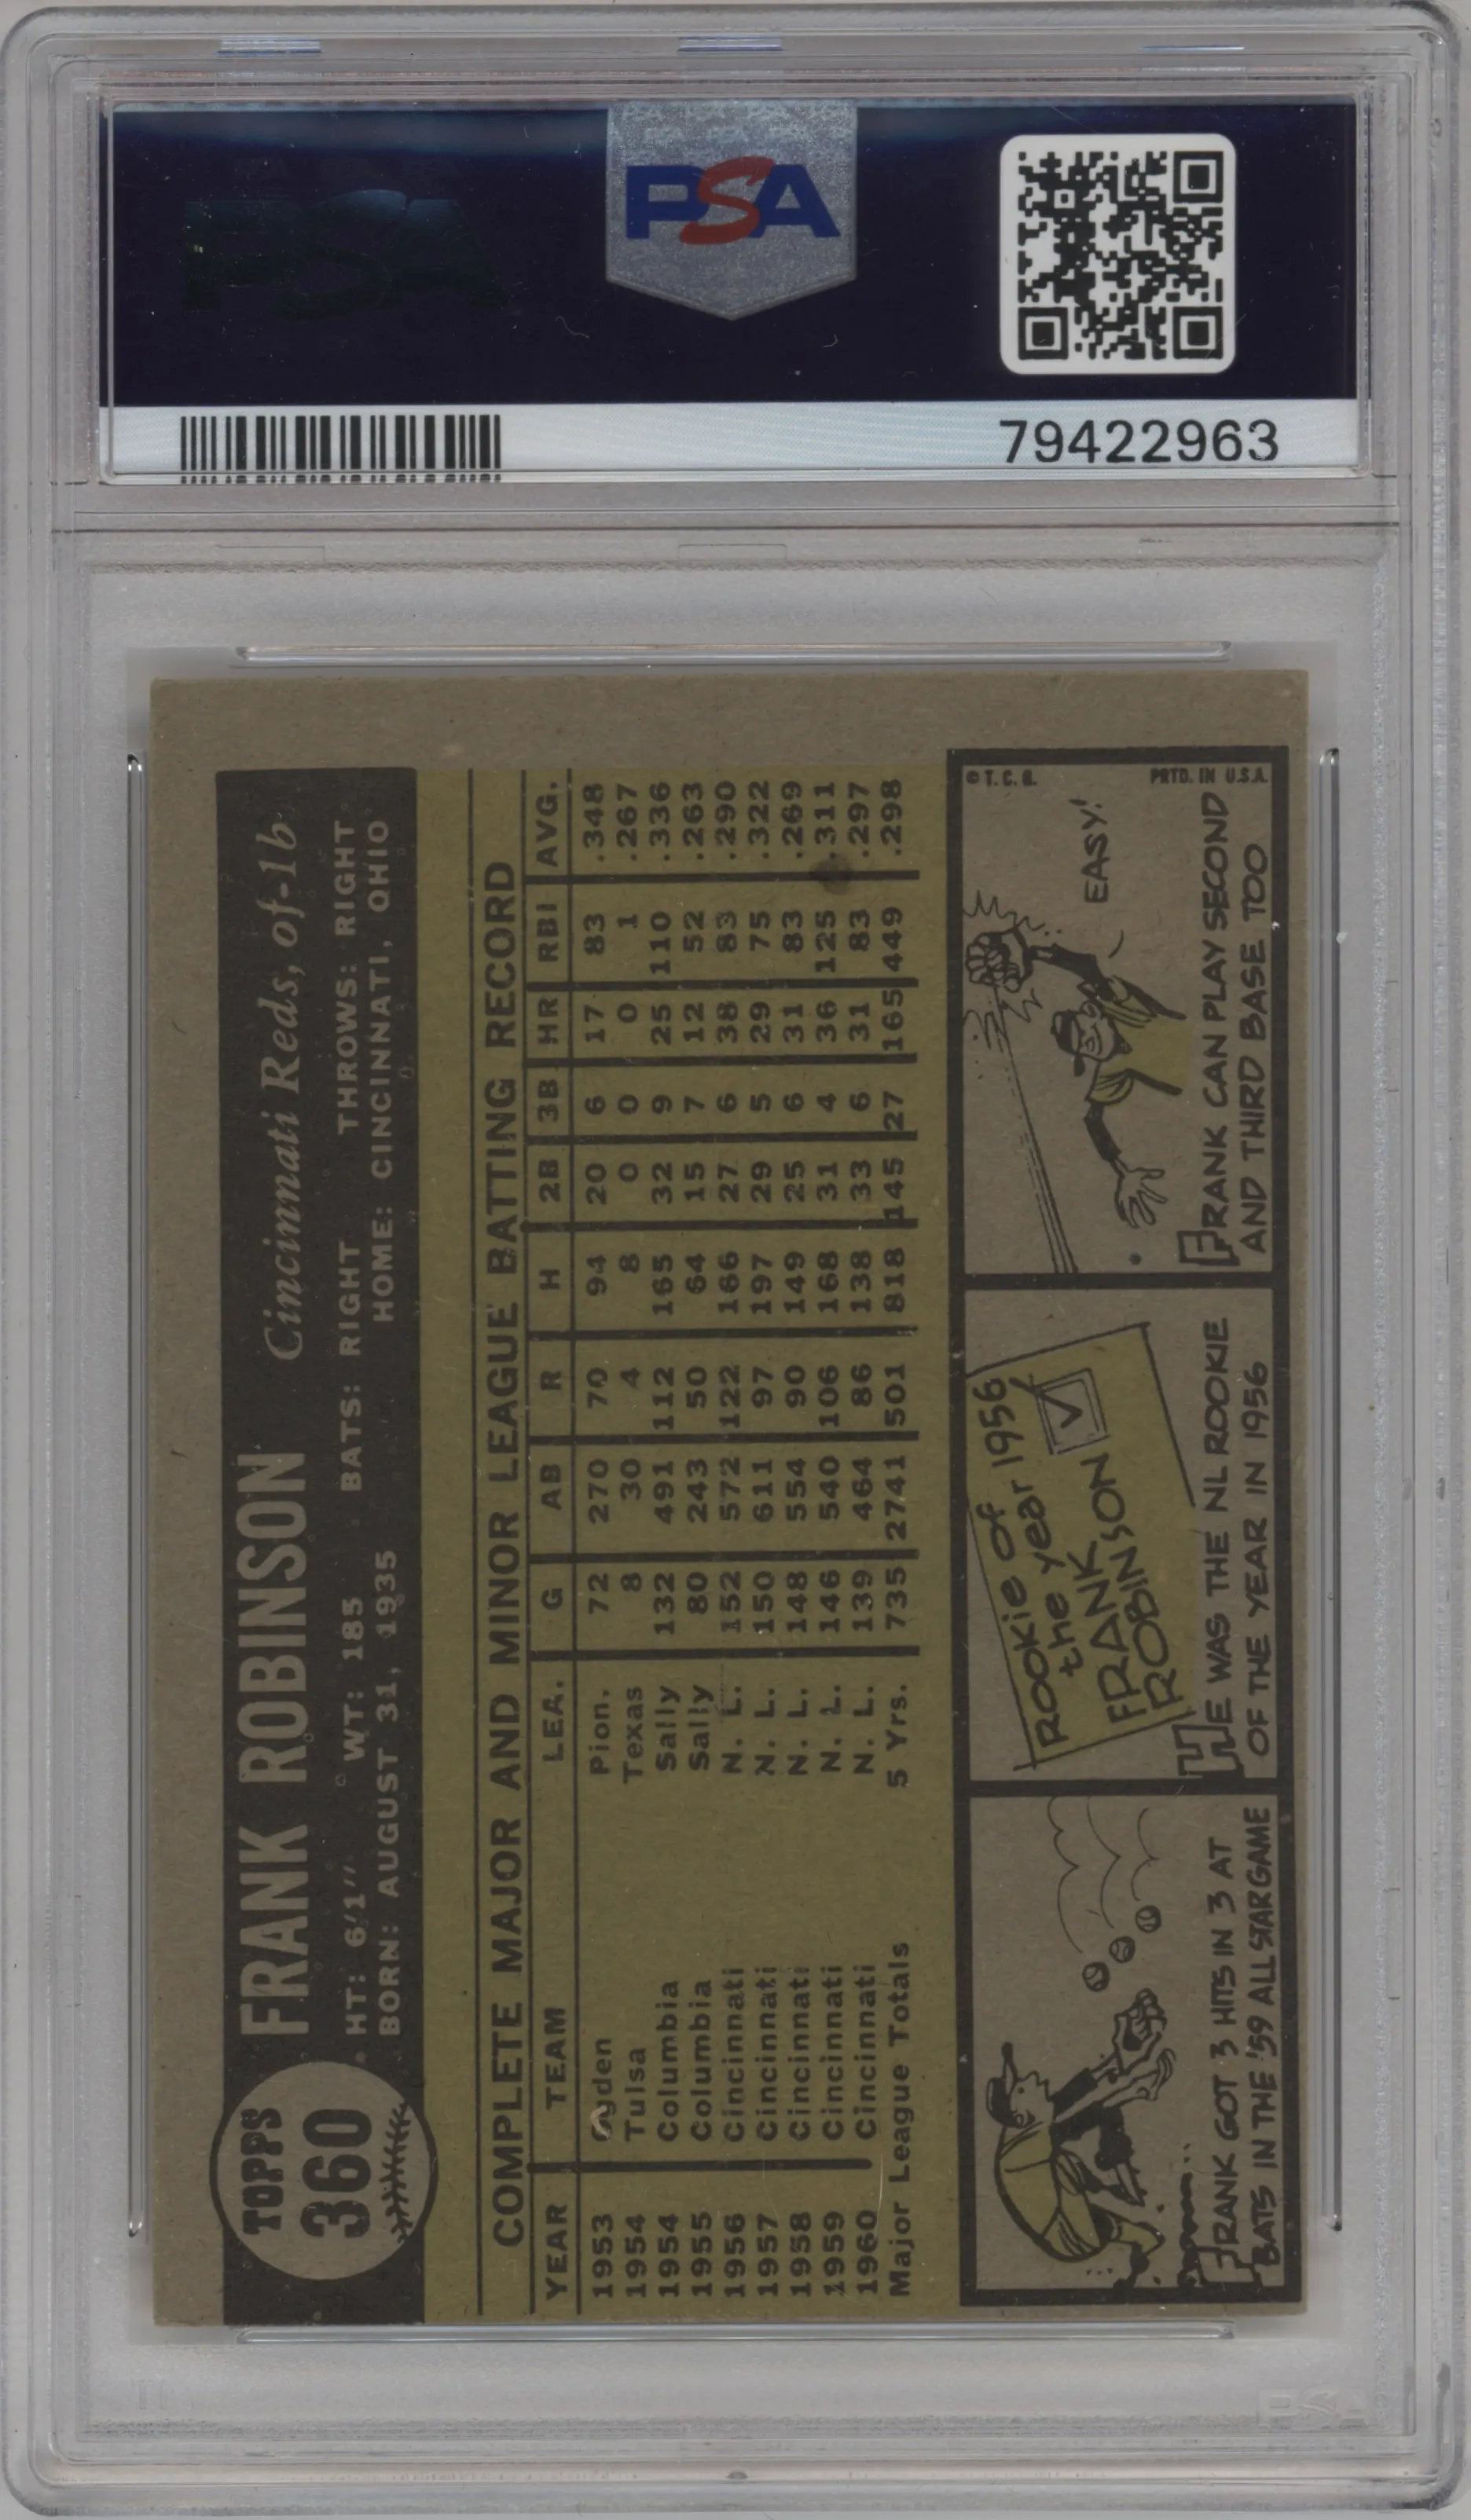 PSA
79422963
TOPPS
360
FRANK ROBINSON Cincinnati Reds, of-1b
HT: 6'1" WT: 185 BATS: RIGHT THROWS: RIGHT
BORN: AUGUST 31, 1935 HOME: CINCINNATI, OHIO
COMPLETE MAJOR AND MINOR LEAGUE BATTING RECORD
YEAR TEAM LEA. G AB R H 2B 3B HR RBI AVG.
1953 Ogden Pion. 72 270 70 94 20 6 17 83 .348
1954 Tulsa Texas 8 30 4 8 0 0 0 1 .267
1954 Columbia Sally 132 491 112 165 32 9 25 110 .336
1955 Columbia Sally 80 243 50 64 15 7 12 52 .263
1956 Cincinnati N. L. 152 572 122 166 27 6 38 83 .290
1957 Cincinnati N. L. 150 611 97 197 29 5 29 75 .322
1958 Cincinnati N. L. 148 554 90 149 25 6 31 83 .269
1959 Cincinnati N. L. 146 540 106 168 31 4 36 125 .311
1960 Cincinnati N. L. 139 464 86 138 33 6 31 83 .297
Major League Totals 5 Yrs. 735 2741 501 818 145 27 165 449 .298
FRANK GOT 3 HITS IN 3 AT
BATS IN THE '59 ALL STAR GAME
ROOKIE OF
the year 1956
FRANK
ROBINSON
HE WAS THE NL ROOKIE
OF THE YEAR IN 1956
© T. C. G. PRTD. IN U.S.A.
EASY!
FRANK CAN PLAY SECOND
AND THIRD BASE TOO
PSA